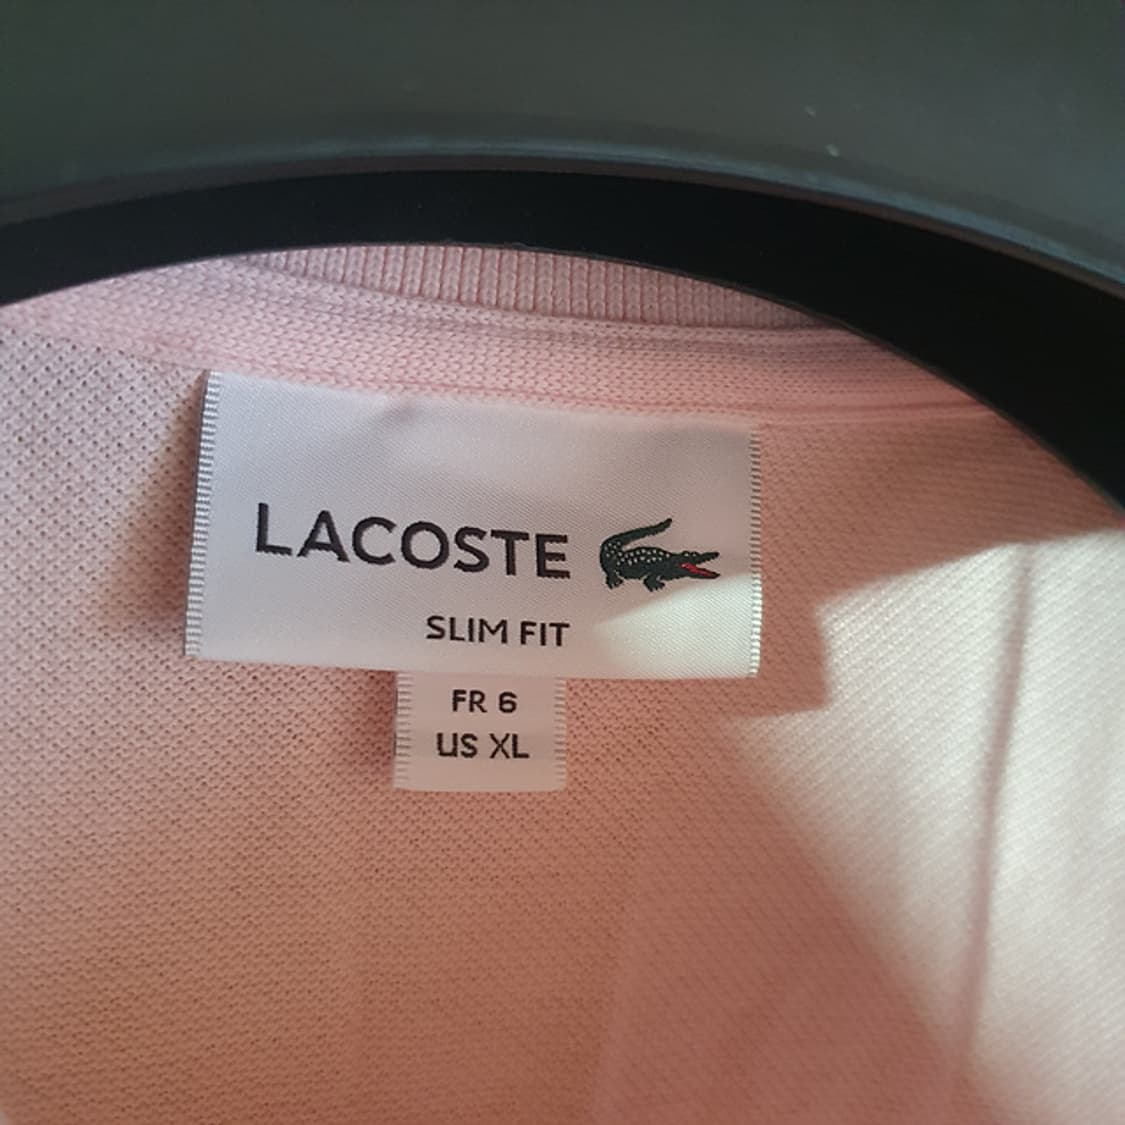 LACOSTE
SLIM FIT
FR 6
US XL